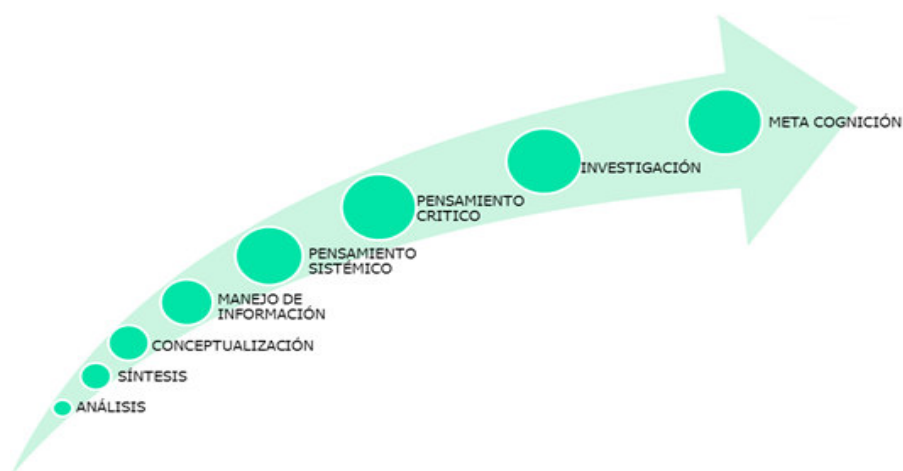 META COGNICIÓN
INVESTIGACIÓN
PENSAMIENTO
CRITICO
PENSAMIENTO
SISTÉMICO
MANEJO DE
INFORMACIÓN
CONCEPTUALIZACIÓN
SÍNTESIS
ANÁLISIS